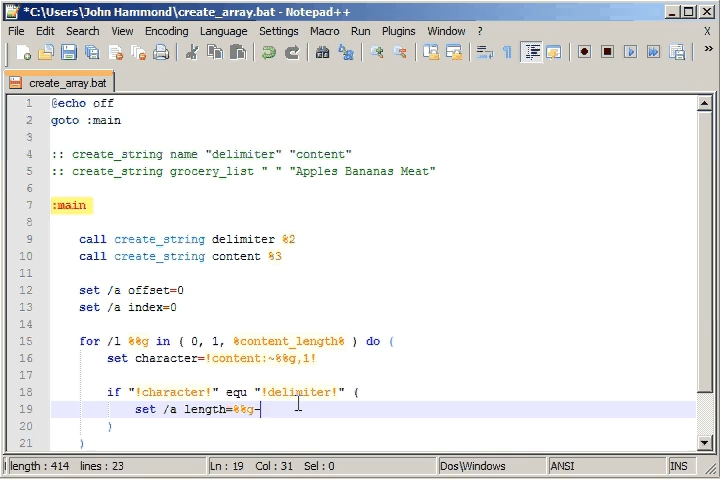 *C:\Users\John Hammond\create_array.bat - Notepad++
File Edit Search View Encoding Language Settings Macro Run Plugins Window ? X
create_array.bat
1 @echo off
2 goto :main
3
4 :: create_string name "delimiter" "content"
5 :: create_string grocery_list " " "Apples Bananas Meat"
6
7 :main
8
9 call create_string delimiter %2
10 call create_string content %3
11
12 set /a offset=0
13 set /a index=0
14
15 for /l %%g in ( 0, 1, %content_length% ) do (
16 set character=!content:~%%g,1!
17
18 if "!character!" equ "!delimiter!" (
19 set /a length=%%g-
20 )
21 )
length : 414 lines : 23 Ln : 19 Col : 31 Sel : 0 Dos\Windows ANSI INS